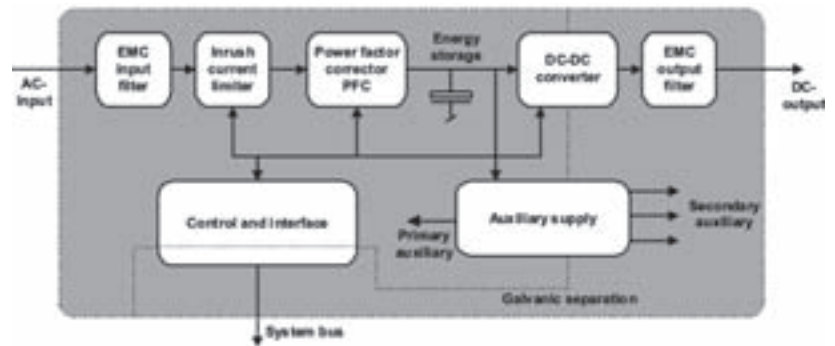 EMC
input
filter
Inrush
current
limiter
Power factor
corrector
PFC
Energy
storage
DC-DC
converter
EMC
output
filter
AC-
input
DC-
output
Control and interface
Auxiliary supply
Primary
auxiliary
Secondary
auxiliary
Galvanic separation
System bus